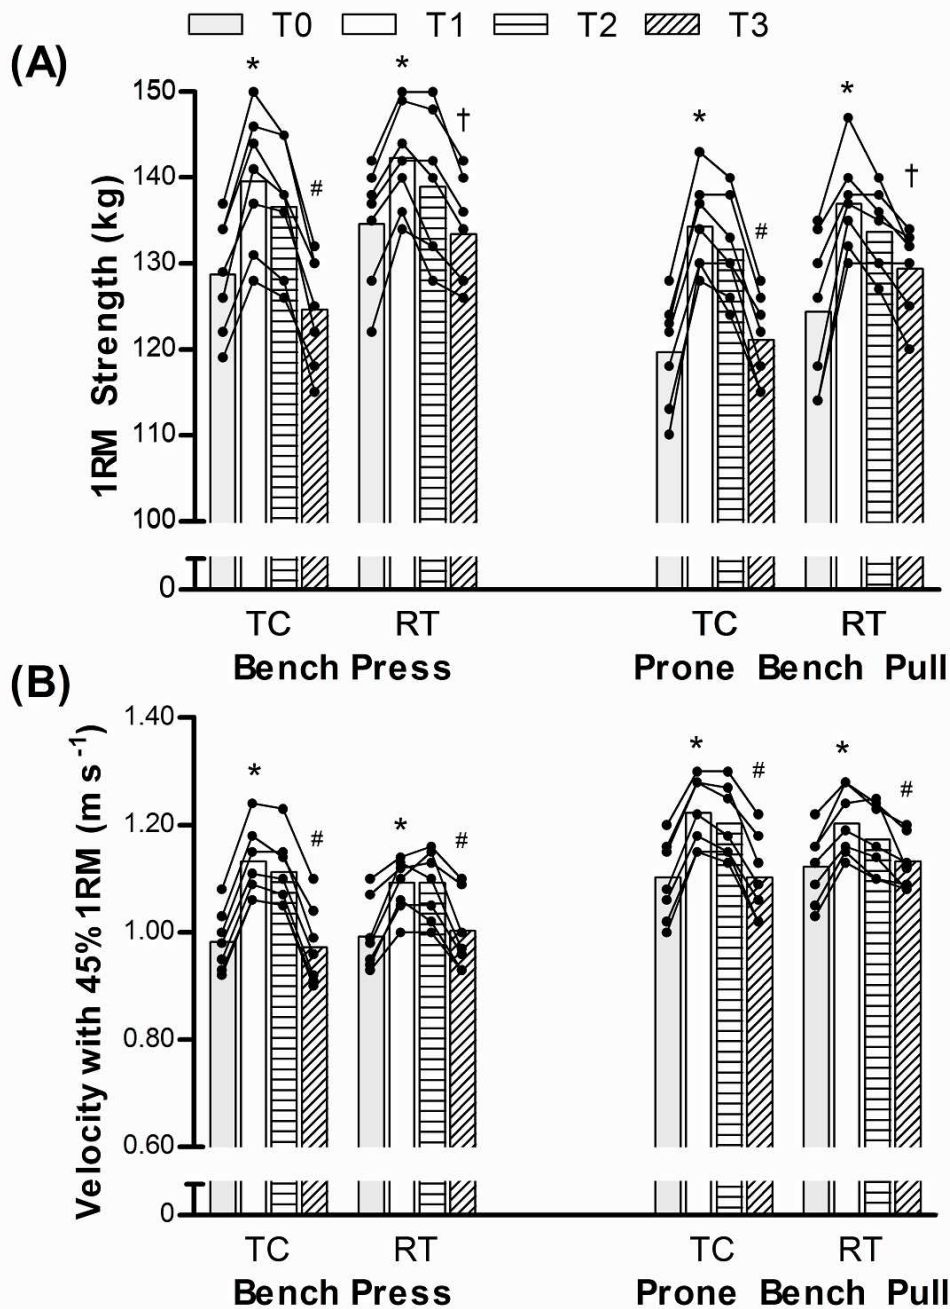 T0 T1 T2 T3
(A)
1RM Strength (kg)
150
140
130
120
110
100
0
* # * † * # * †
TC RT TC RT
Bench Press Prone Bench Pull
(B)
Velocity with 45% 1RM (m s-1)
1.40
1.20
1.00
0.80
0.60
0
* # * # * # * #
TC RT TC RT
Bench Press Prone Bench Pull